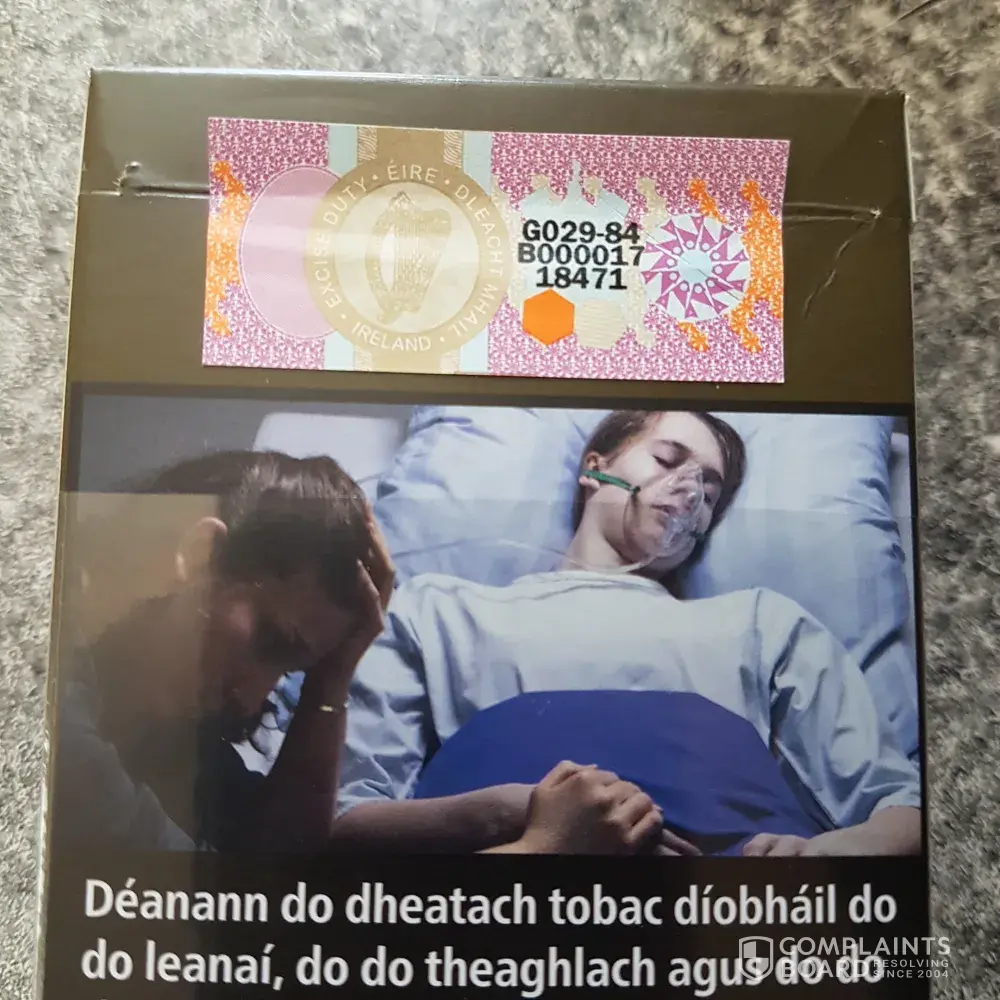 EXCISE DUTY • ÉIRE • DLEACHT MHÁIL • IRELAND •
G029-84
B000017
18471
Déanann do dheatach tobac díobháil do
do leanaí, do do theaghlach agus do do
COMPLAINTS
BOARD RESOLVING
SINCE 2004